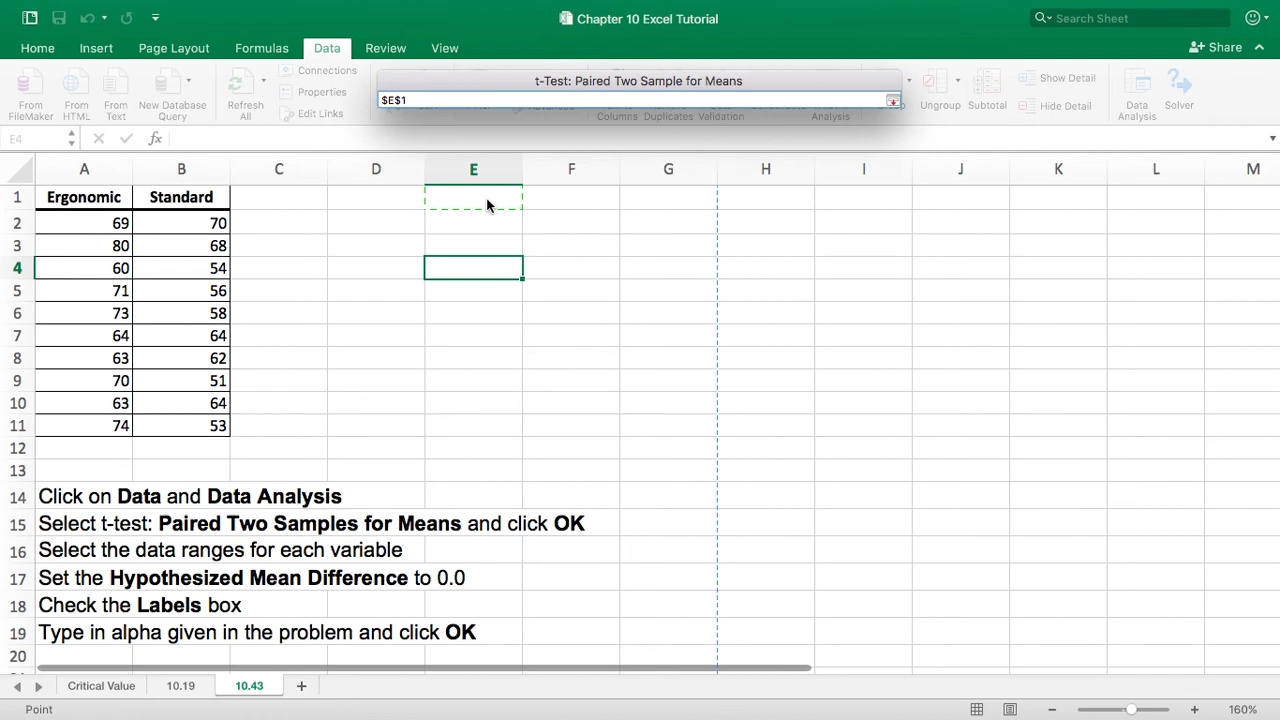 Chapter 10 Excel Tutorial
Search Sheet
Home Insert Page Layout Formulas Data Review View
Share
From FileMaker
From HTML
From Text
New Database Query
Refresh All
Connections
Properties
Edit Links
t-Test: Paired Two Sample for Means
$E$1
Columns Duplicates Validation
Analysis
Ungroup
Subtotal
Show Detail
Hide Detail
Data Analysis
Solver
E4 fx
A B C D E F G H I J K L M
1 Ergonomic Standard
2 69 70
3 80 68
4 60 54
5 71 56
6 73 58
7 64 64
8 63 62
9 70 51
10 63 64
11 74 53
12
13
14 Click on Data and Data Analysis
15 Select t-test: Paired Two Samples for Means and click OK
16 Select the data ranges for each variable
17 Set the Hypothesized Mean Difference to 0.0
18 Check the Labels box
19 Type in alpha given in the problem and click OK
20
Critical Value 10.19 10.43
Point
160%